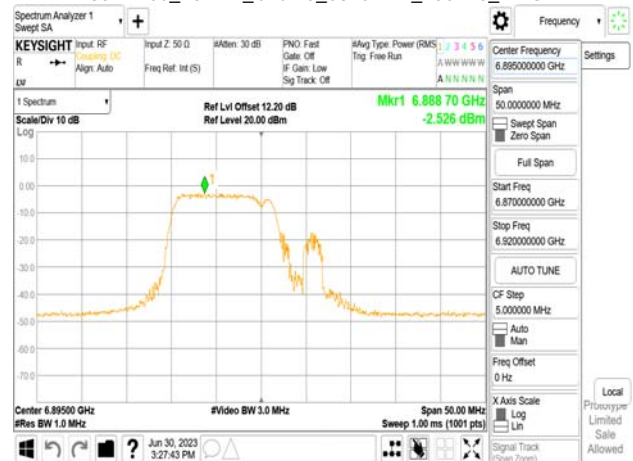 Spectrum Analyzer 1
Swept SA
Frequency
KEYSIGHT
Input: RF
Coupling: DC
Align: Auto
Input Z: 50 Ω
Freq Ref: Int (S)
#Atten: 30 dB
PNO: Fast
Gate: Off
IF Gain: Low
Sig Track: Off
#Avg Type: Power (RMS
Trig: Free Run
1 2 3 4 5 6
A W W W W W
A N N N N N
R
Center Frequency
6.895000000 GHz
Settings
Span
50.0000000 MHz
Swept Span
Zero Span
Full Span
Start Freq
6.870000000 GHz
Stop Freq
6.920000000 GHz
AUTO TUNE
CF Step
5.000000 MHz
Auto
Man
Freq Offset
0 Hz
X Axis Scale
Log
Lin
Signal Track
(Span Zoom)
Local
Prototype
Limited
Sale
Allowed
1 Spectrum
Scale/Div 10 dB
Log
Ref Lvl Offset 12.20 dB
Ref Level 20.00 dBm
Mkr1 6.888 70 GHz
-2.526 dBm
10.0
0.00
-10.0
-20.0
-30.0
-40.0
-50.0
-60.0
-70.0
1
Center 6.89500 GHz
#Res BW 1.0 MHz
#Video BW 3.0 MHz
Span 50.00 MHz
Sweep 1.00 ms (1001 pts)
Jun 30, 2023
3:27:43 PM